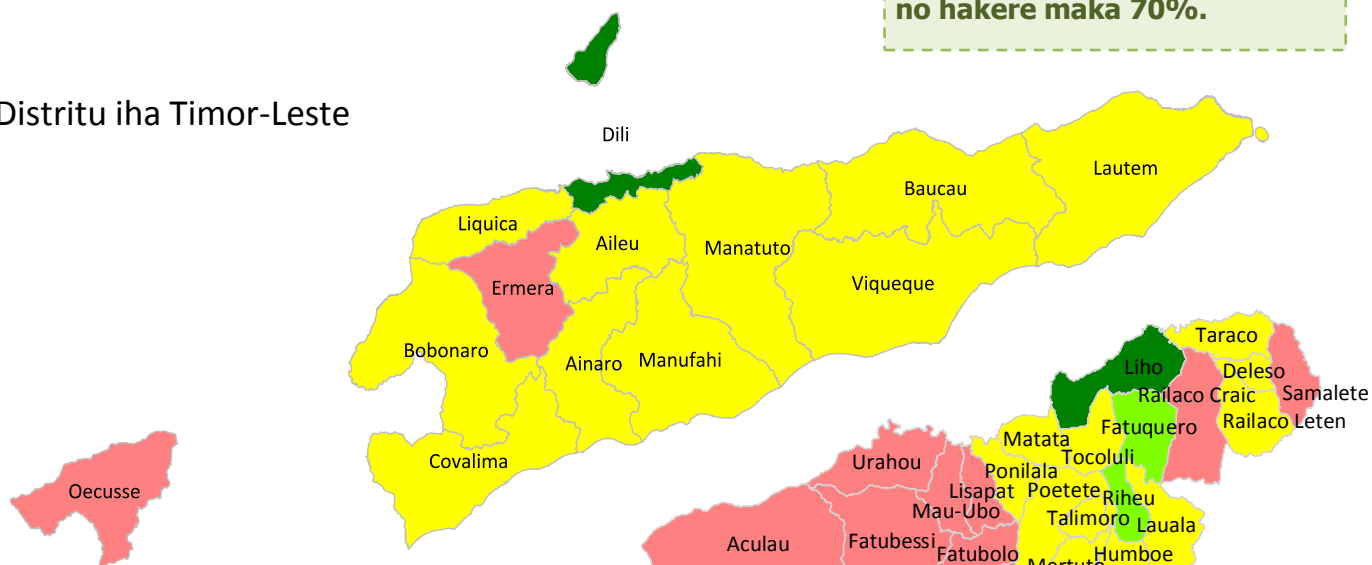 no hakere maka 70%.
Distritu iha Timor-Leste
Dili
Lautem
Baucau
Liquica
Aileu
Manatuto
Viqueque
Ermera
Bobonaro
Ainaro
Manufahi
Covalima
Oecusse
Taraco
Liho
Deleso
Railaco Craic
Samalete
Railaco Leten
Fatuquero
Matata
Tocoluli
Urahou
Ponilala
Lisapat
Poetete
Riheu
Mau-Ubo
Talimoro
Lauala
Aculau
Fatubessi
Fatubolo
Humboe
Mertuto